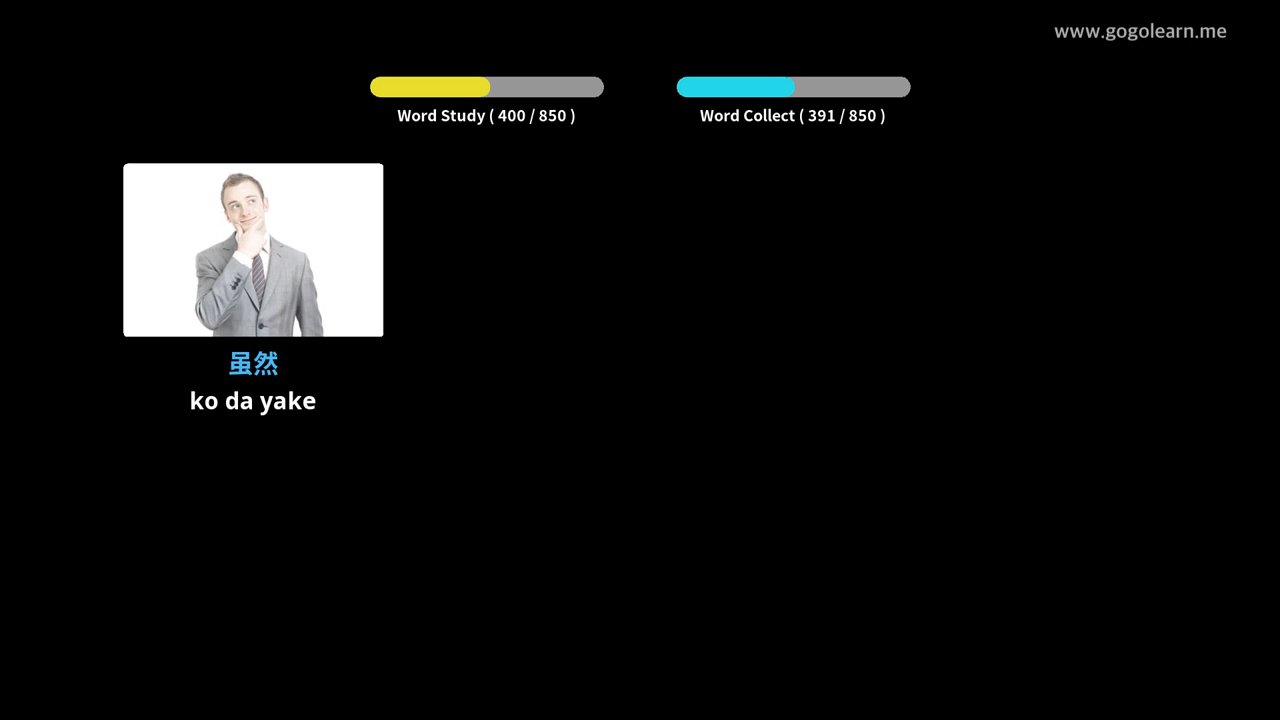 www.gogolearn.me
Word Study ( 400 / 850 )
Word Collect ( 391 / 850 )
虽然
ko da yake